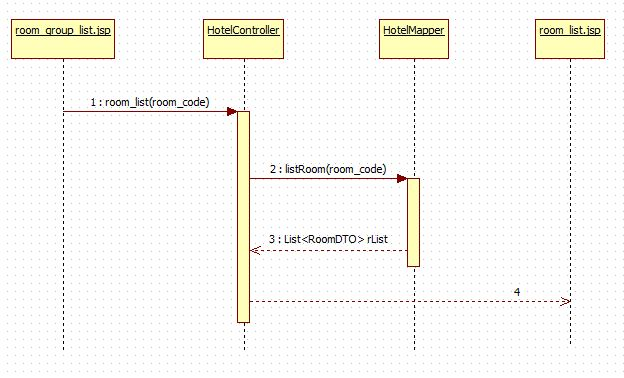 room_group_list.jsp
HotelController
HotelMapper
room_list.jsp
1 : room_list(room_code)
2 : listRoom(room_code)
3 : List<RoomDTO> rList
4